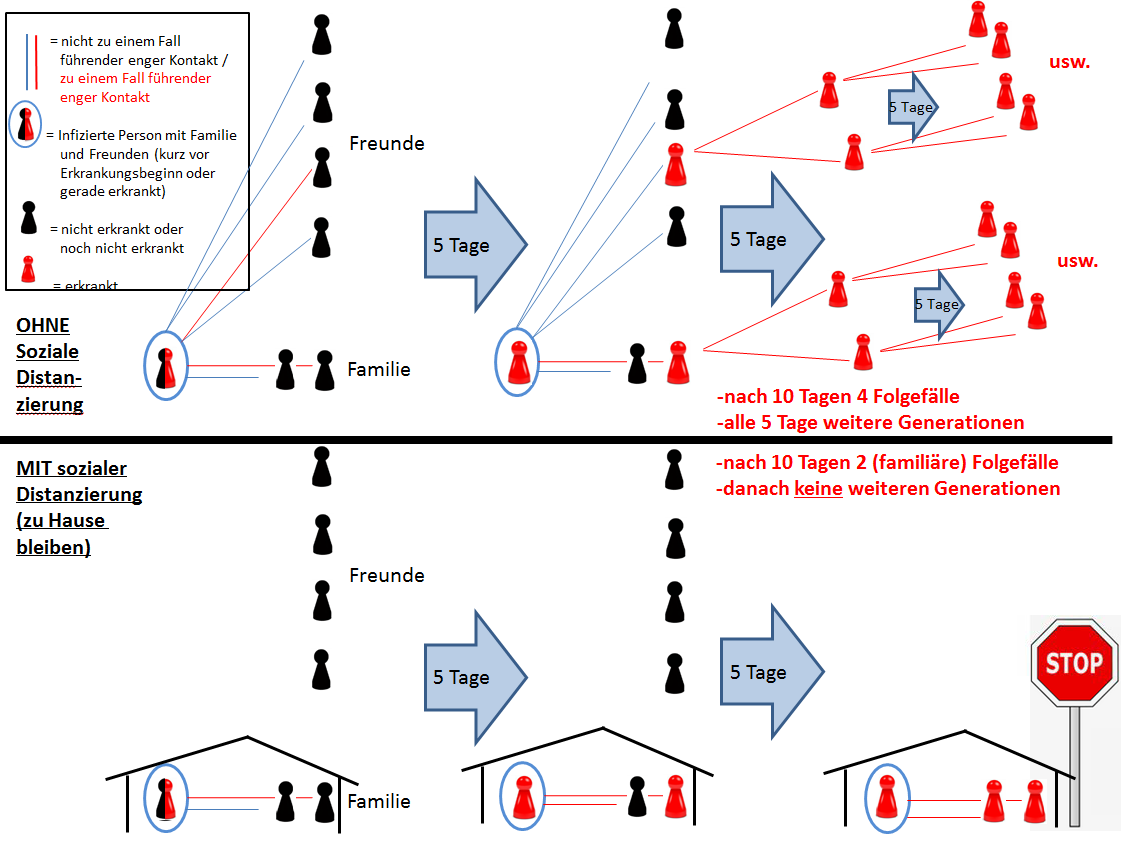 = nicht zu einem Fall
führender enger Kontakt /
zu einem Fall führender
enger Kontakt
= Infizierte Person mit Familie
und Freunden (kurz vor
Erkrankungsbeginn oder
gerade erkrankt)
= nicht erkrankt oder
noch nicht erkrankt
= erkrankt
OHNE
Soziale
Distan-
zierung
Freunde
5 Tage
Familie
5 Tage
5 Tage
usw.
5 Tage
usw.
-nach 10 Tagen 4 Folgefälle
-alle 5 Tage weitere Generationen
MIT sozialer
Distanzierung
(zu Hause
bleiben)
-nach 10 Tagen 2 (familiäre) Folgefälle
-danach keine weiteren Generationen
Freunde
5 Tage
5 Tage
STOP
Familie